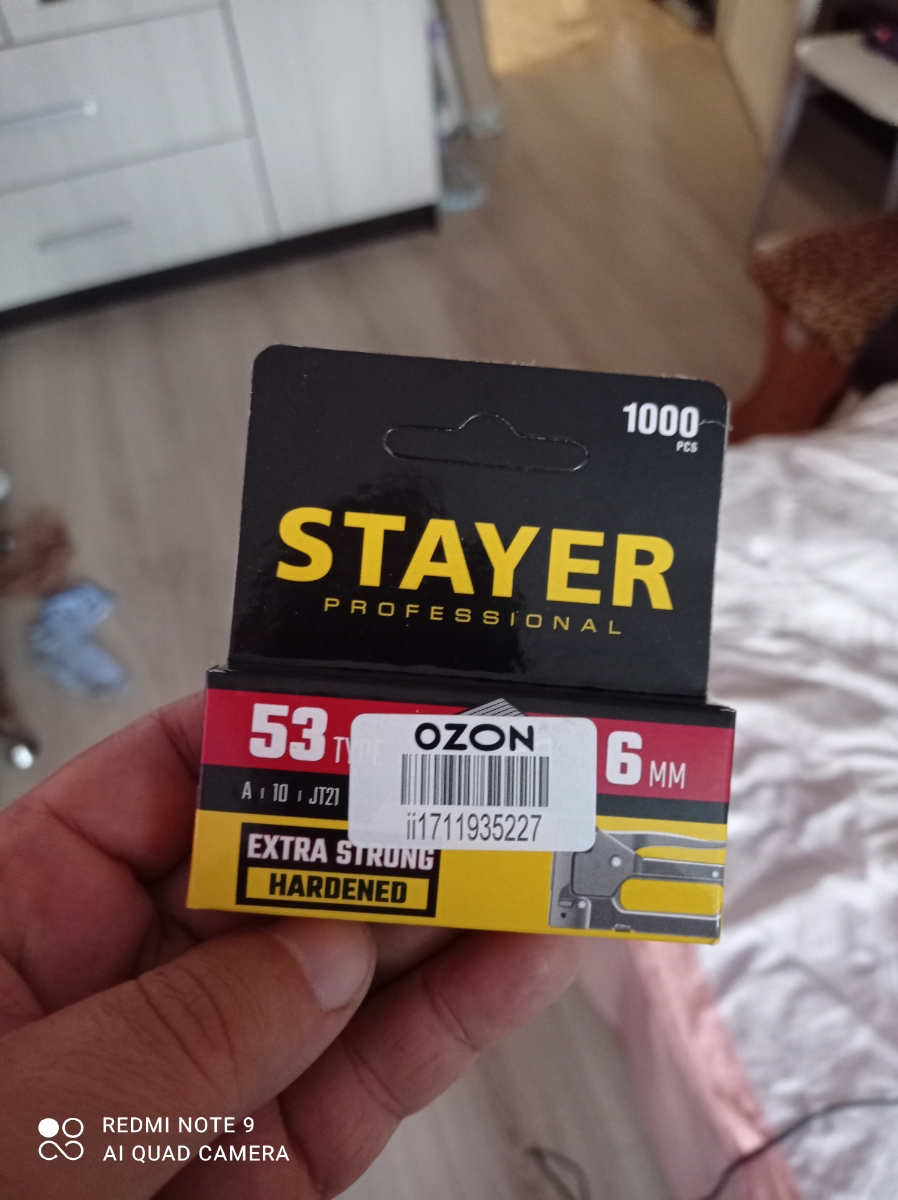 1000
PCS
STAYER
PROFESSIONAL
53 TYPE
6 MM
A 10 JT21
OZON
ii1711935227
EXTRA STRONG
HARDENED
REDMI NOTE 9
AI QUAD CAMERA